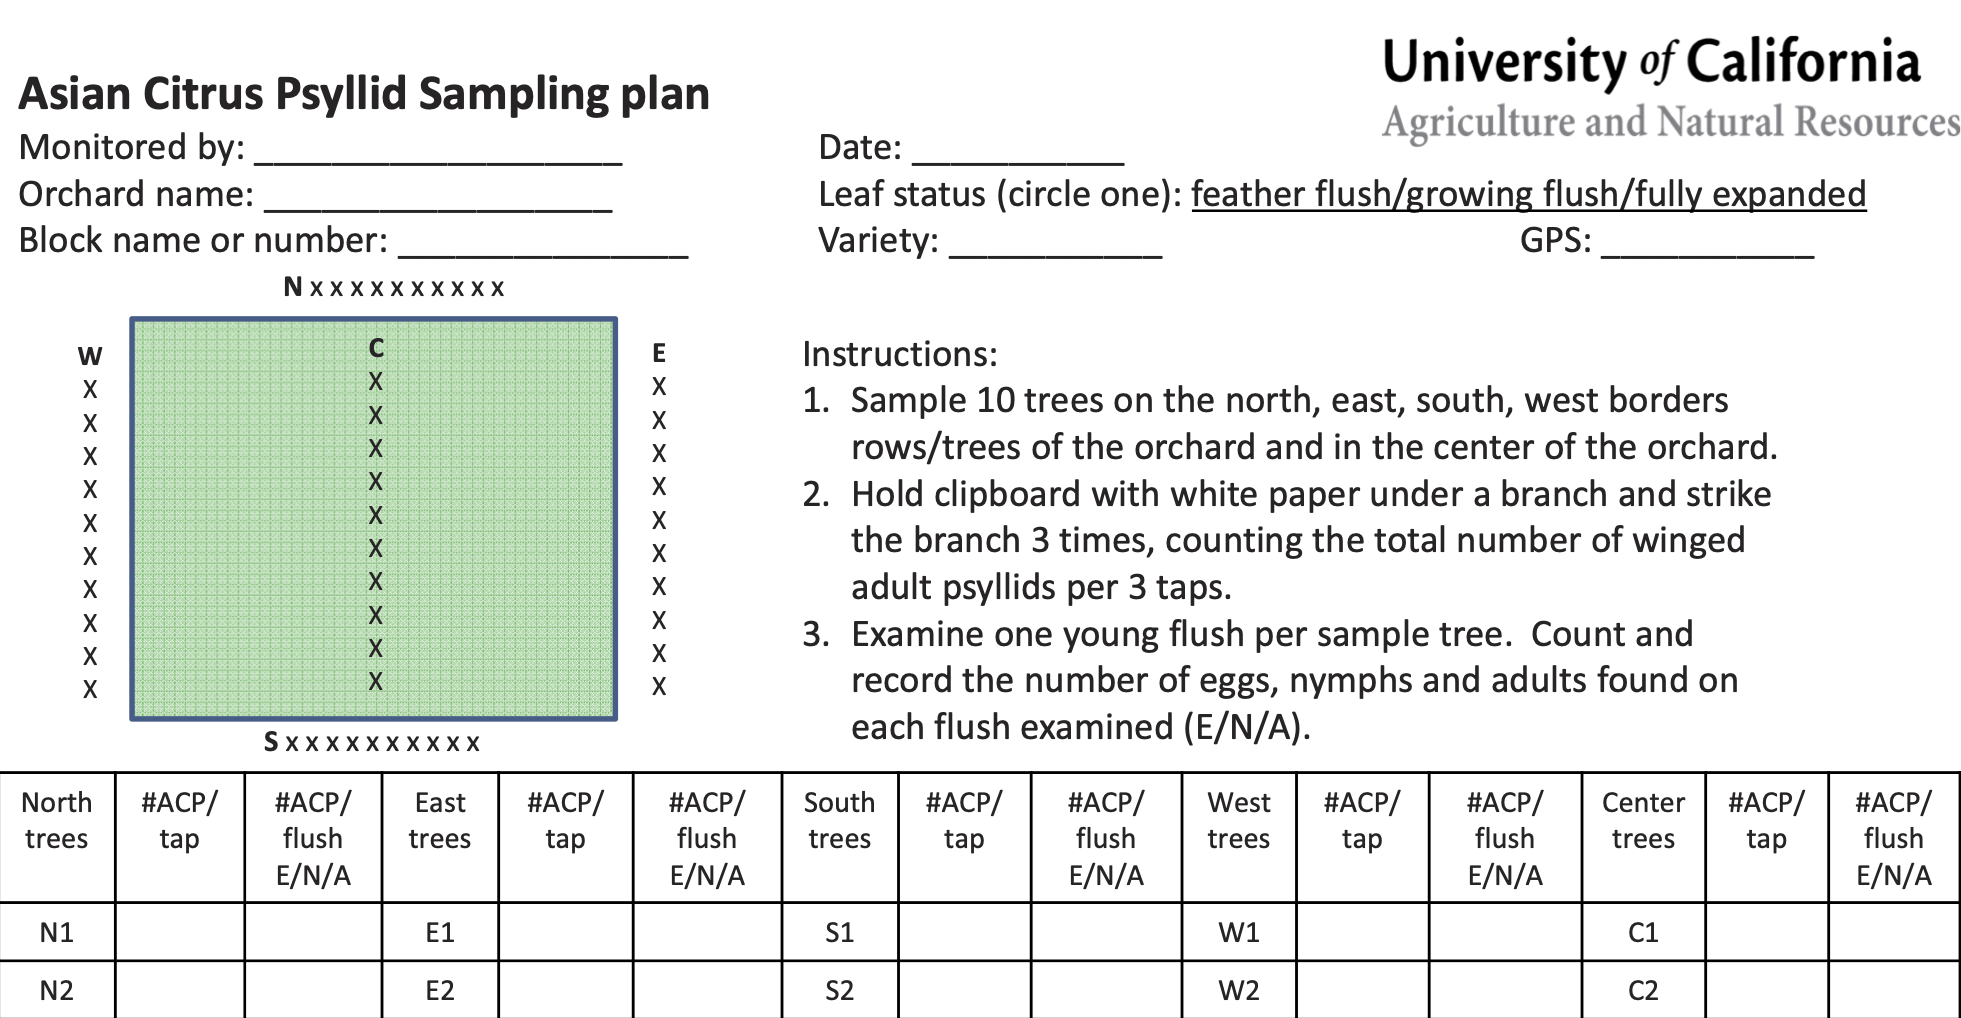 University of California
Agriculture and Natural Resources
Asian Citrus Psyllid Sampling plan
Monitored by: ___________________
Date: ___________
Orchard name: __________________
Leaf status (circle one): feather flush/growing flush/fully expanded
Block name or number: _______________
Variety: ___________
GPS: ___________
N x x x x x x x x x x
W
X
X
X
X
X
X
X
X
X
X
C
X
X
X
X
X
X
X
X
X
X
E
X
X
X
X
X
X
X
X
X
X
S x x x x x x x x x x
Instructions:
1. Sample 10 trees on the north, east, south, west borders
rows/trees of the orchard and in the center of the orchard.
2. Hold clipboard with white paper under a branch and strike
the branch 3 times, counting the total number of winged
adult psyllids per 3 taps.
3. Examine one young flush per sample tree.  Count and
record the number of eggs, nymphs and adults found on
each flush examined (E/N/A).
North #ACP/ #ACP/ East #ACP/ #ACP/ South #ACP/ #ACP/ West #ACP/ #ACP/ Center #ACP/ #ACP/
trees tap flush trees tap flush trees tap flush trees tap flush trees tap flush
E/N/A E/N/A E/N/A E/N/A E/N/A
N1 E1 S1 W1 C1
N2 E2 S2 W2 C2